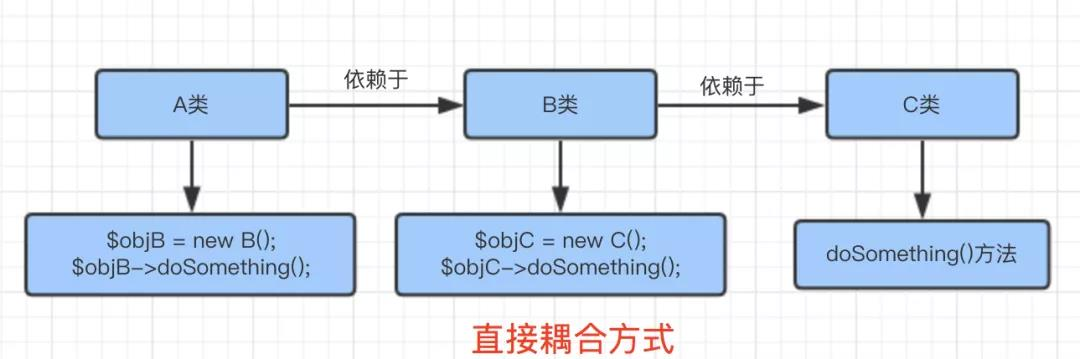 A类
依赖于
B类
依赖于
C类
$objB = new B();
$objB->doSomething();
$objC = new C();
$objC->doSomething();
doSomething()方法
直接耦合方式